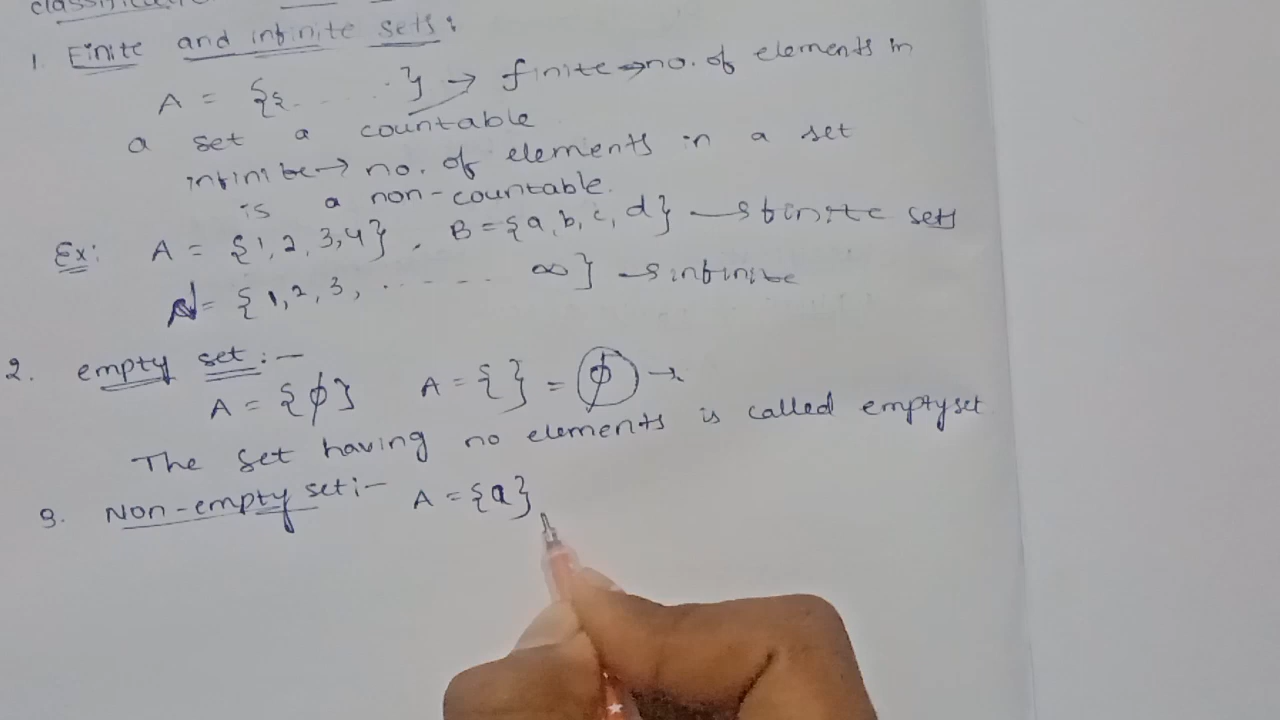 classification
1. Finite and infinite sets:
A = { ...... } → finite → no. of elements in
a set a countable
infinite → no. of elements in a set
is a non-countable.
Ex: A = {1, 2, 3, 4}, B = {a, b, c, d} → finite sets
N = {1, 2, 3, ...... ∞} → infinite
2. empty set :-
A = {ϕ} A = { } = ϕ →
The set having no elements is called emptyset
3. Non-empty set :- A = {a}